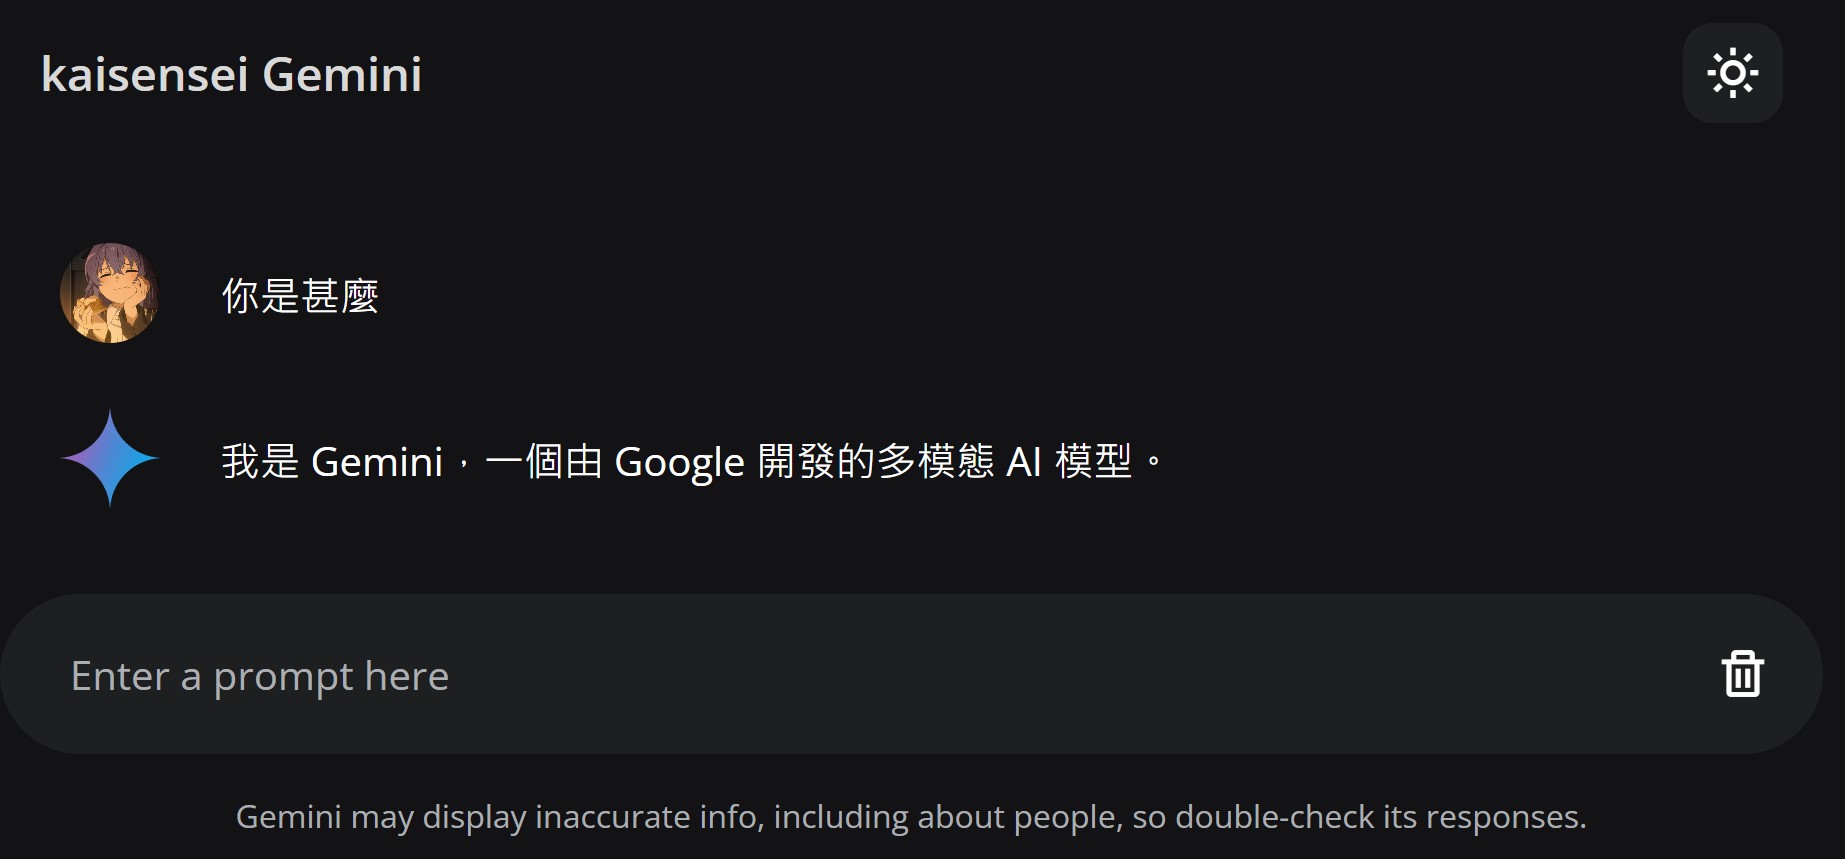 kaisensei Gemini
你是甚麼
我是 Gemini，一個由 Google 開發的多模態 AI 模型。
Enter a prompt here
Gemini may display inaccurate info, including about people, so double-check its responses.